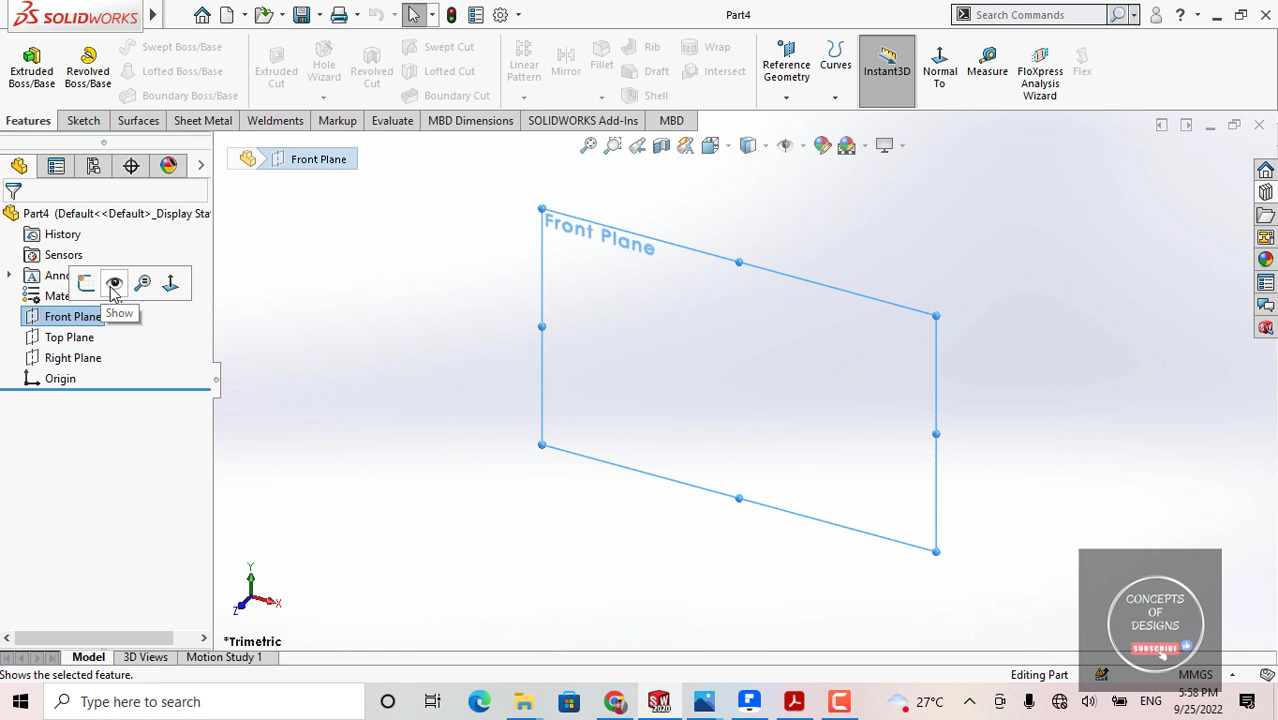 SOLIDWORKS
Part4
Search Commands
Extruded Boss/Base
Revolved Boss/Base
Swept Boss/Base
Lofted Boss/Base
Boundary Boss/Base
Extruded Cut
Hole Wizard
Revolved Cut
Swept Cut
Lofted Cut
Boundary Cut
Linear Pattern
Mirror
Fillet
Rib
Draft
Shell
Wrap
Intersect
Reference Geometry
Curves
Instant3D
Normal To
Measure
FloXpress Analysis Wizard
Flex
Features Sketch Surfaces Sheet Metal Weldments Markup Evaluate MBD Dimensions SOLIDWORKS Add-Ins MBD
Front Plane
Part4 (Default<<Default>_Display Sta
History
Sensors
Anno
Mate
Front Plane
Show
Top Plane
Right Plane
Origin
Front Plane
Y
Z
X
*Trimetric
CONCEPTS
OF
DESIGNS
SUBSCRIBE
Model 3D Views Motion Study 1
Shows the selected feature.
Editing Part
MMGS
Type here to search
SW
2020
27°C
ENG
5:58 PM
9/25/2022